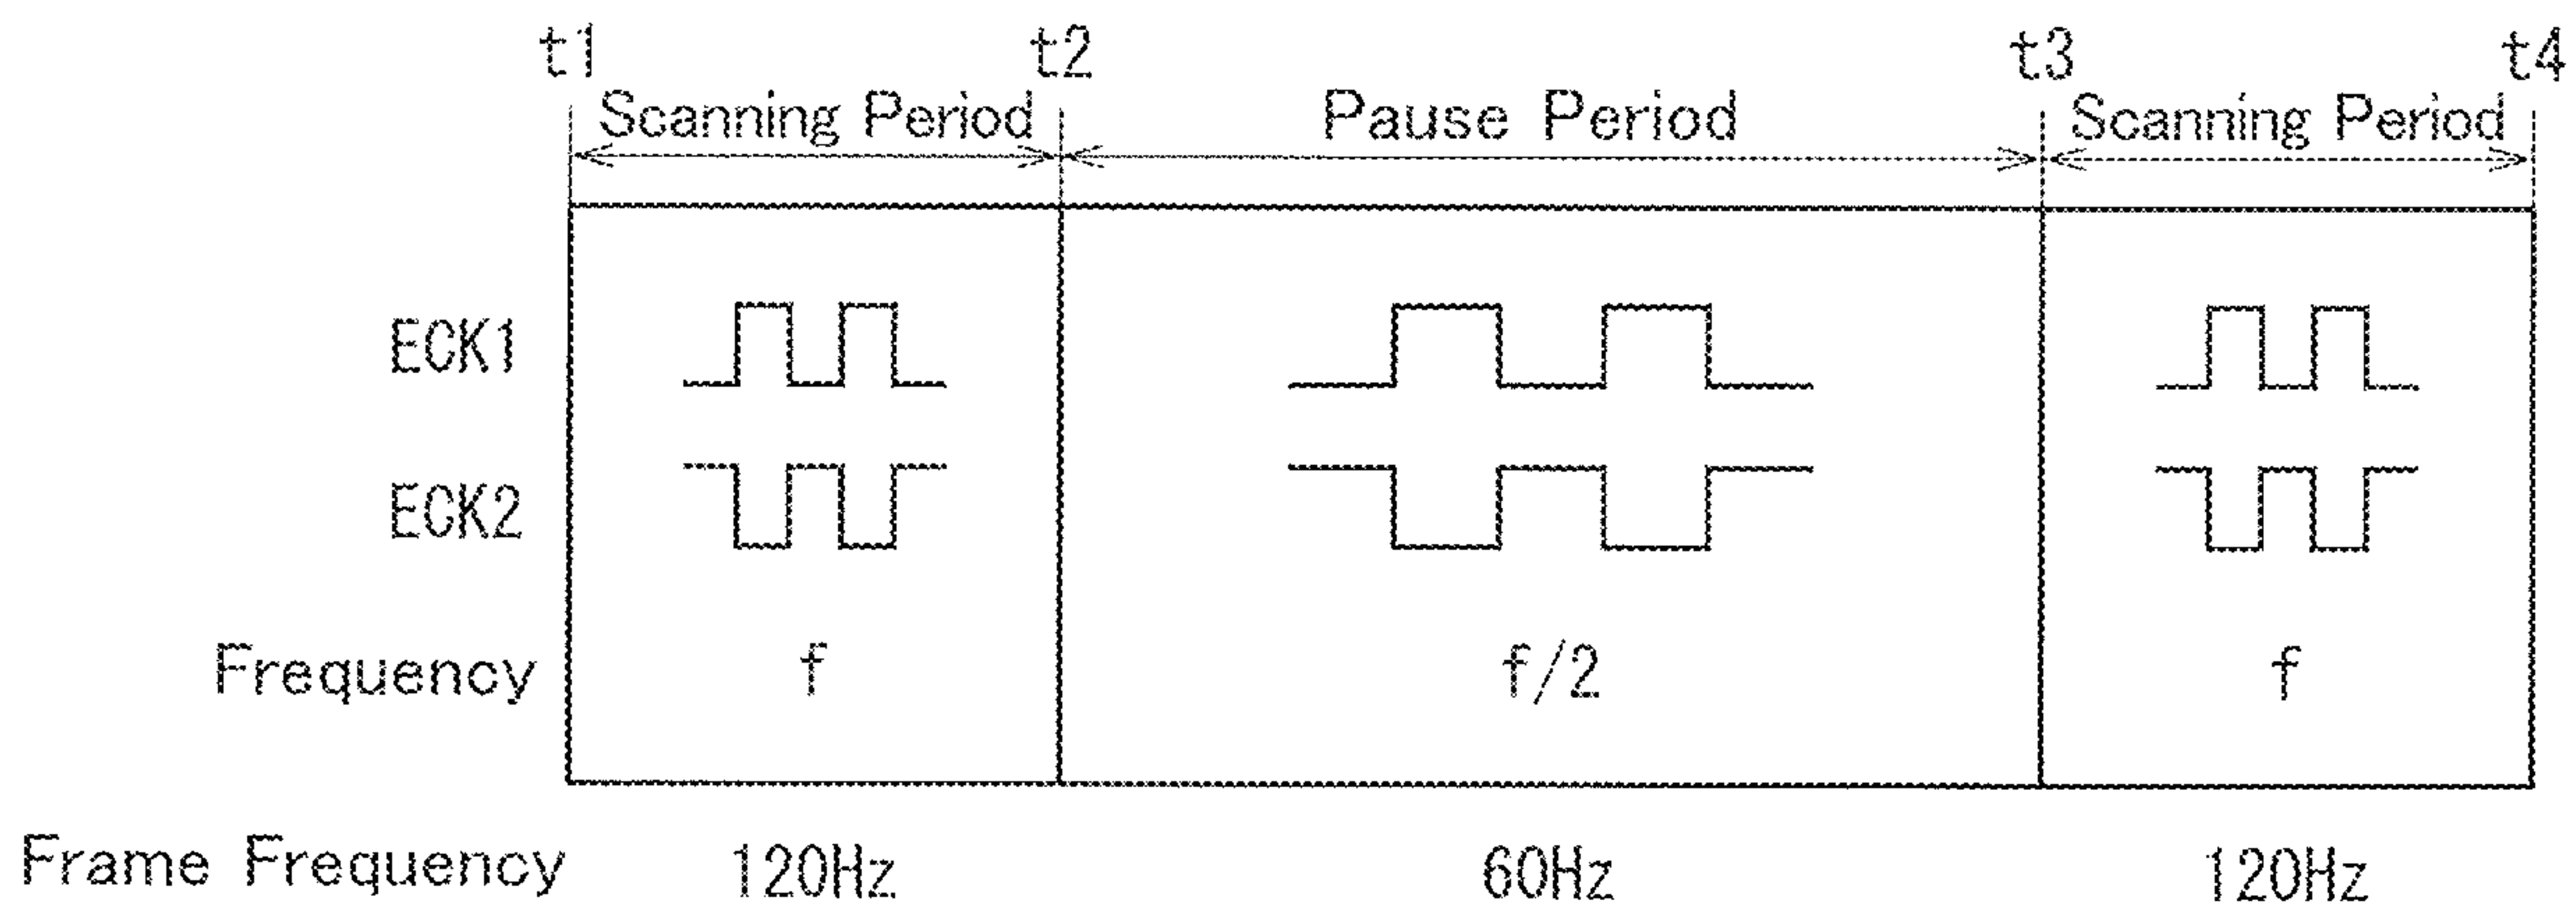 t1 t2 t3 t4
Scanning Period Pause Period Scanning Period
ECK1
ECK2
Frequency f f/2 f
Frame Frequency 120Hz 60Hz 120Hz